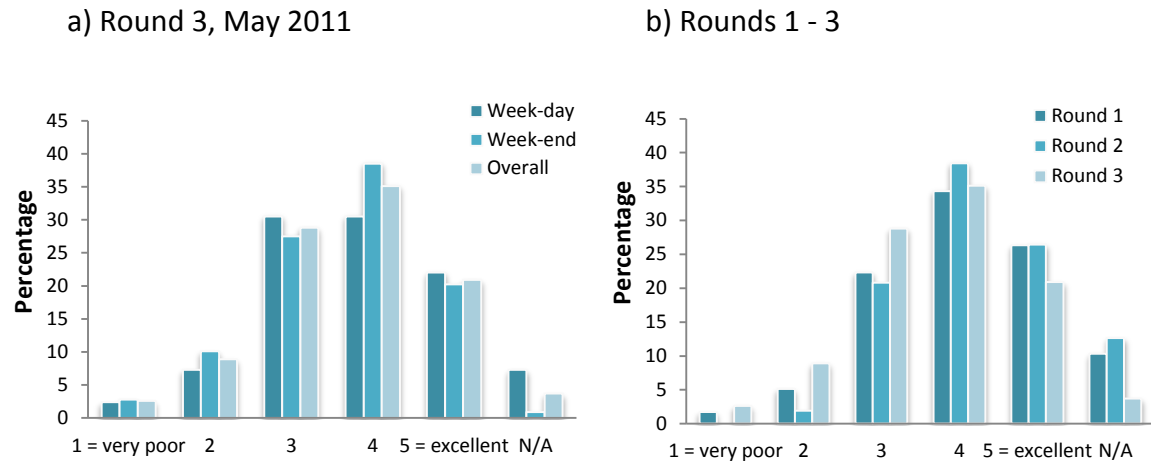 a) Round 3, May 2011
b) Rounds 1 - 3
Week-day
Week-end
Overall
Percentage
45
40
35
30
25
20
15
10
5
0
1 = very poor 2 3 4 5 = excellent N/A
Round 1
Round 2
Round 3
Percentage
45
40
35
30
25
20
15
10
5
0
1 = very poor 2 3 4 5 = excellent N/A